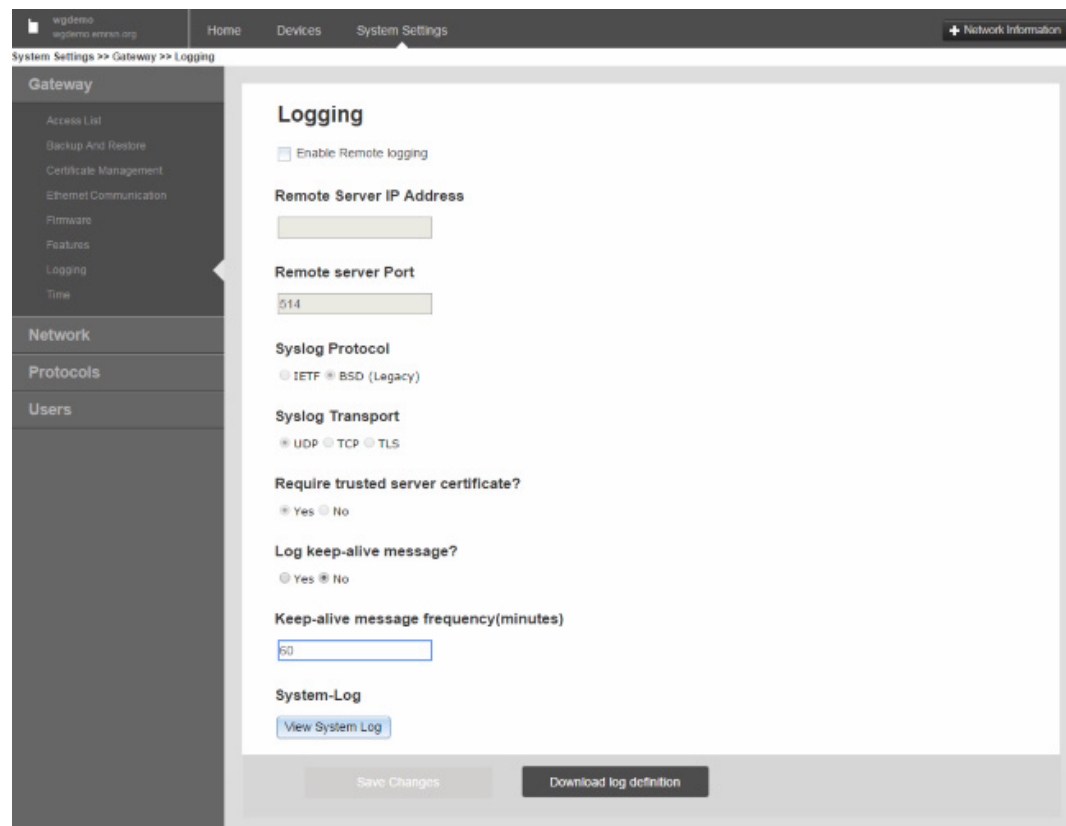 wgdemo
wgdemo.emrsn.org
Home Devices System Settings
Network Information
System Settings >> Gateway >> Logging
Gateway
Access List
Backup And Restore
Certificate Management
Ethernet Communication
Firmware
Features
Logging
Time
Network
Protocols
Users
Logging
Enable Remote logging
Remote Server IP Address
Remote server Port
514
Syslog Protocol
IETF BSD (Legacy)
Syslog Transport
UDP TCP TLS
Require trusted server certificate?
Yes No
Log keep-alive message?
Yes No
Keep-alive message frequency(minutes)
60
System-Log
View System Log
Save Changes Download log definition